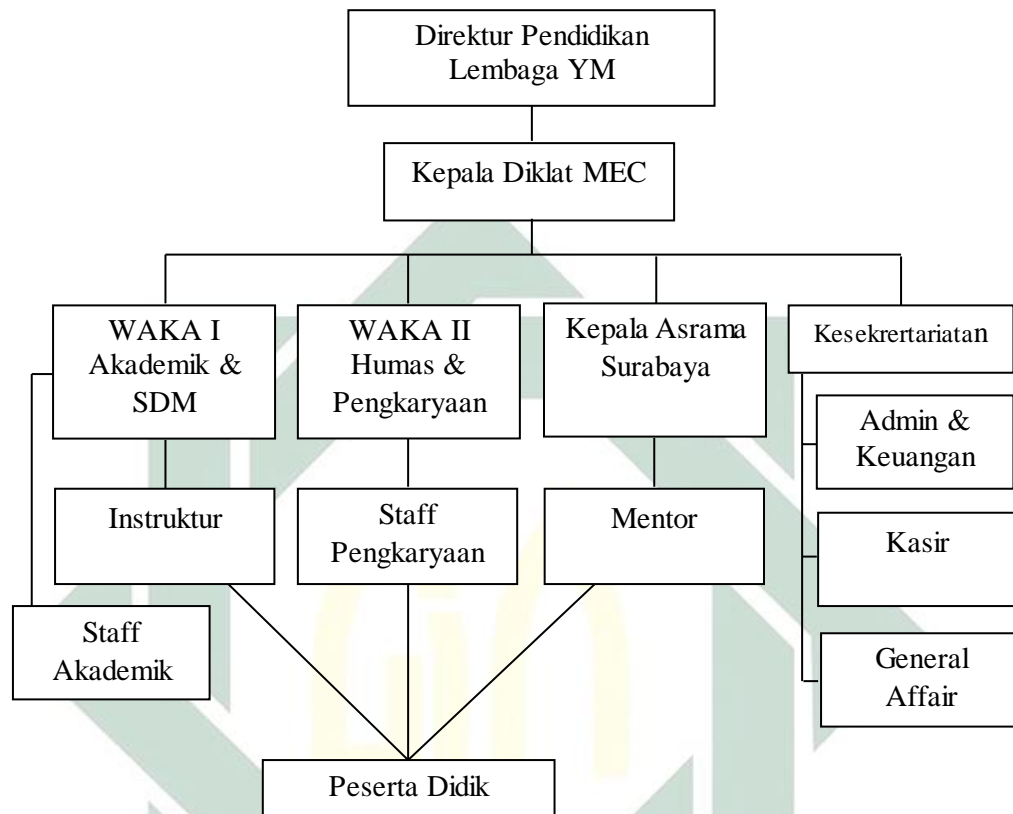 Direktur Pendidikan
Lembaga YM
Kepala Diklat MEC
WAKA I
Akademik &
SDM
WAKA II
Humas &
Pengkaryaan
Kepala Asrama
Surabaya
Kesekrertariatan
Admin &
Keuangan
Instruktur
Staff
Pengkaryaan
Mentor
Kasir
Staff
Akademik
General
Affair
Peserta Didik